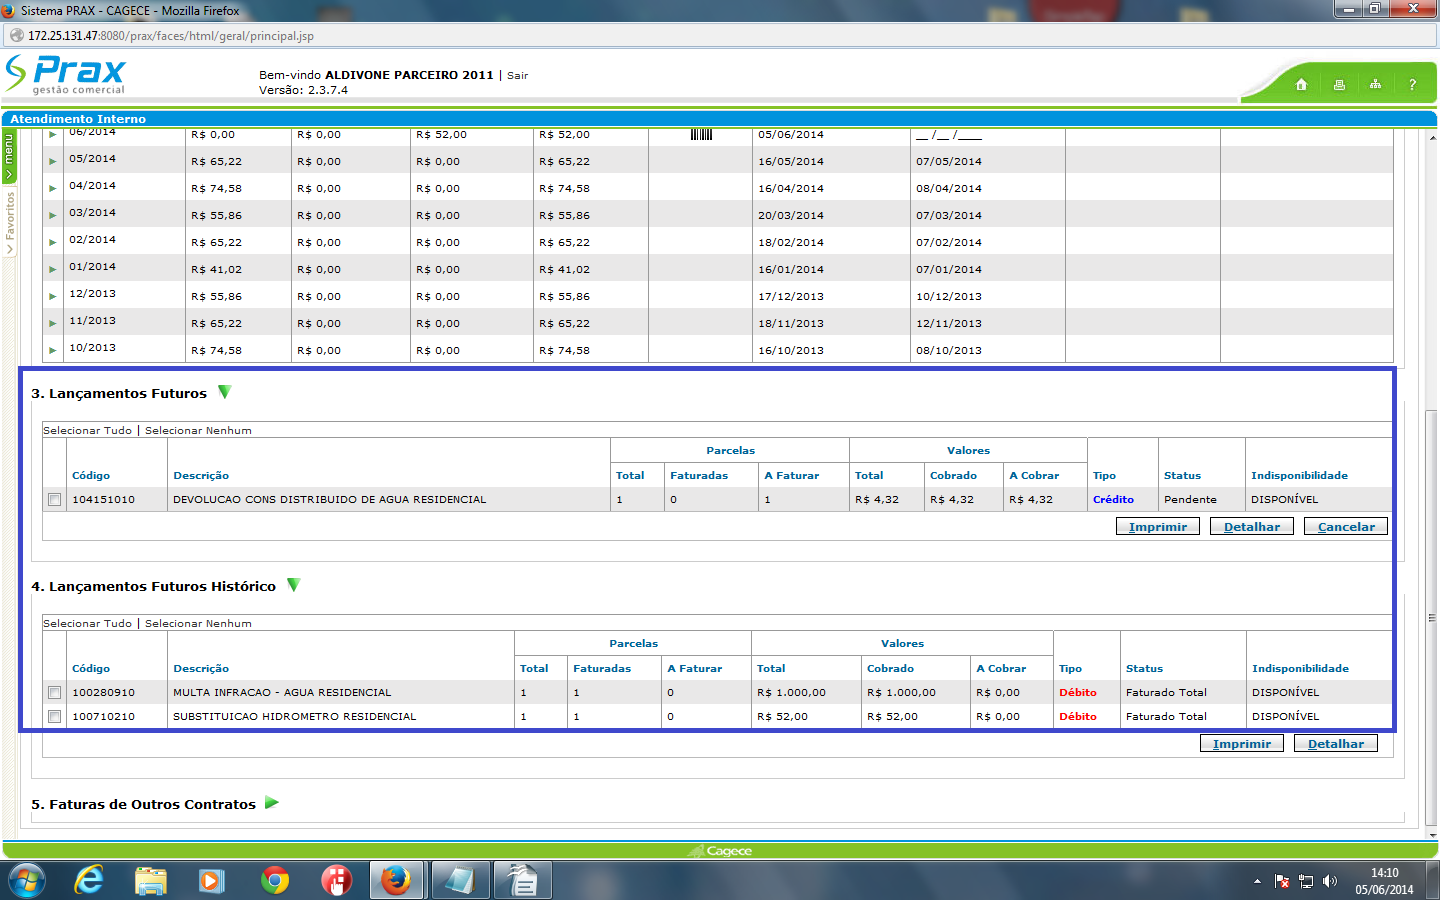 Sistema PRAX - CAGECE - Mozilla Firefox
172.25.131.47:8080/prax/faces/html/geral/principal.jsp
Prax
gestão comercial
Bem-vindo ALDIVONE PARCEIRO 2011 | Sair
Versão: 2.3.7.4
?
Atendimento Interno
menu
Favoritos
06/2014 R$ 0,00 R$ 0,00 R$ 52,00 R$ 52,00 05/06/2014 __ /__ /____
05/2014 R$ 65,22 R$ 0,00 R$ 0,00 R$ 65,22 16/05/2014 07/05/2014
04/2014 R$ 74,58 R$ 0,00 R$ 0,00 R$ 74,58 16/04/2014 08/04/2014
03/2014 R$ 55,86 R$ 0,00 R$ 0,00 R$ 55,86 20/03/2014 07/03/2014
02/2014 R$ 65,22 R$ 0,00 R$ 0,00 R$ 65,22 18/02/2014 07/02/2014
01/2014 R$ 41,02 R$ 0,00 R$ 0,00 R$ 41,02 16/01/2014 07/01/2014
12/2013 R$ 55,86 R$ 0,00 R$ 0,00 R$ 55,86 17/12/2013 10/12/2013
11/2013 R$ 65,22 R$ 0,00 R$ 0,00 R$ 65,22 18/11/2013 12/11/2013
10/2013 R$ 74,58 R$ 0,00 R$ 0,00 R$ 74,58 16/10/2013 08/10/2013
3. Lançamentos Futuros
Selecionar Tudo | Selecionar Nenhum
Parcelas Valores
Código Descrição Total Faturadas A Faturar Total Cobrado A Cobrar Tipo Status Indisponibilidade
104151010 DEVOLUCAO CONS DISTRIBUIDO DE AGUA RESIDENCIAL 1 0 1 R$ 4,32 R$ 4,32 R$ 4,32 Crédito Pendente DISPONÍVEL
Imprimir Detalhar Cancelar
4. Lançamentos Futuros Histórico
Selecionar Tudo | Selecionar Nenhum
Parcelas Valores
Código Descrição Total Faturadas A Faturar Total Cobrado A Cobrar Tipo Status Indisponibilidade
100280910 MULTA INFRACAO - AGUA RESIDENCIAL 1 1 0 R$ 1.000,00 R$ 1.000,00 R$ 0,00 Débito Faturado Total DISPONÍVEL
100710210 SUBSTITUICAO HIDROMETRO RESIDENCIAL 1 1 0 R$ 52,00 R$ 52,00 R$ 0,00 Débito Faturado Total DISPONÍVEL
Imprimir Detalhar
5. Faturas de Outros Contratos
Cagece
14:10
05/06/2014